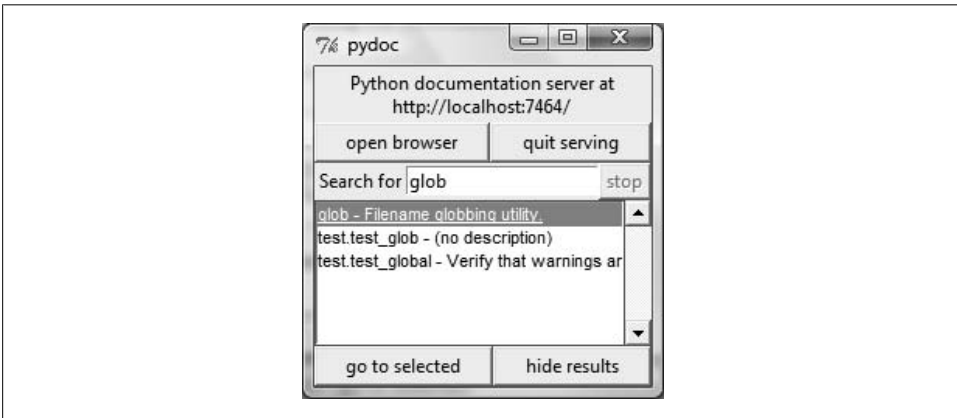 pydoc
Python documentation server at
http://localhost:7464/
open browser
quit serving
Search for glob
stop
glob - Filename globbing utility.
test.test_glob - (no description)
test.test_global - Verify that warnings ar
go to selected
hide results